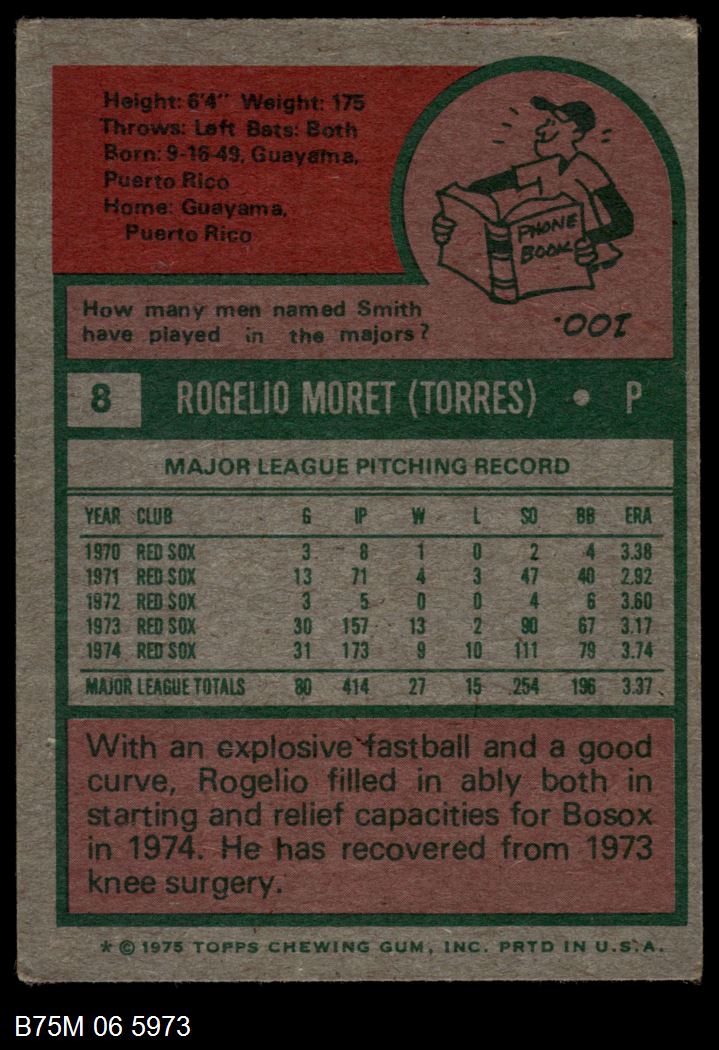 Height: 6'4" Weight: 175
Throws: Left Bats: Both
Born: 9-16-49, Guayama,
Puerto Rico
Home: Guayama,
Puerto Rico
PHONE
BOOK
How many men named Smith
have played in the majors?
100.
8 ROGELIO MORET (TORRES) • P
MAJOR LEAGUE PITCHING RECORD
YEAR CLUB G IP W L SO BB ERA
1970 RED SOX 3 8 1 0 2 4 3.38
1971 RED SOX 13 71 4 3 47 40 2.92
1972 RED SOX 3 5 0 0 4 6 3.60
1973 RED SOX 30 157 13 2 90 67 3.17
1974 RED SOX 31 173 9 10 111 79 3.74
MAJOR LEAGUE TOTALS 80 414 27 15 254 196 3.37
With an explosive fastball and a good
curve, Rogelio filled in ably both in
starting and relief capacities for Bosox
in 1974. He has recovered from 1973
knee surgery.
* © 1975 TOPPS CHEWING GUM, INC. PRTD IN U.S.A.
B75M 06 5973